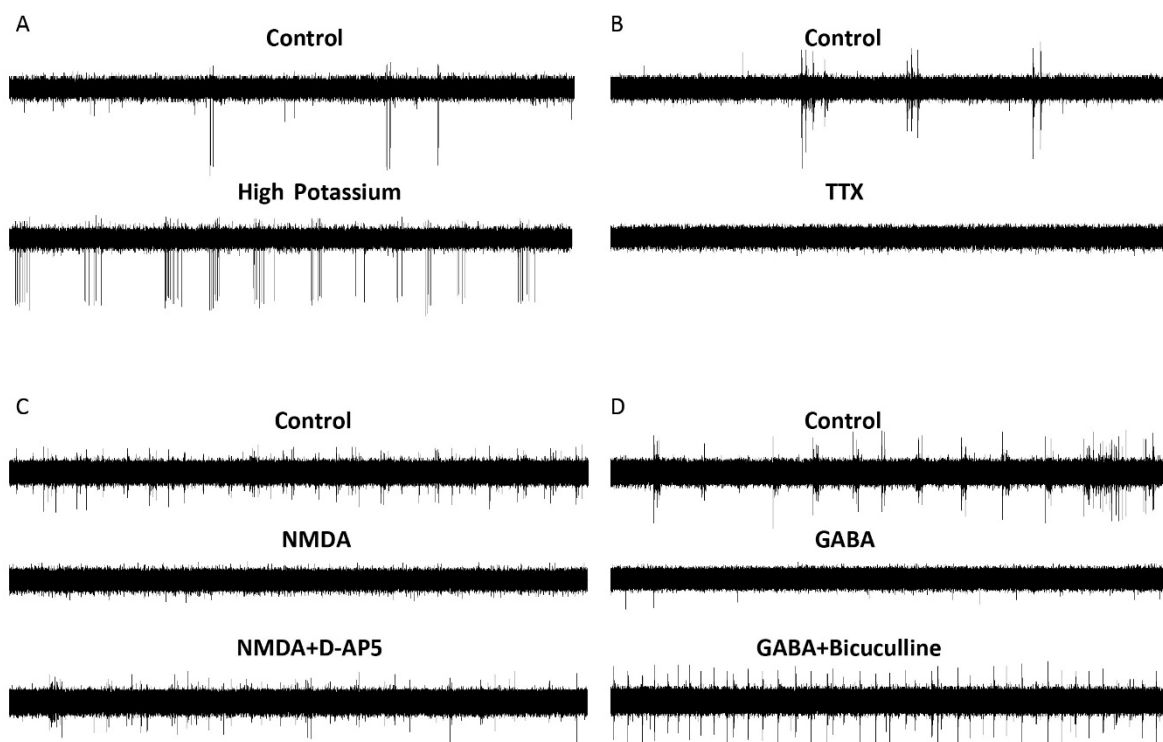 A
Control
High Potassium
B
Control
TTX
C
Control
NMDA
NMDA+D-AP5
D
Control
GABA
GABA+Bicuculline